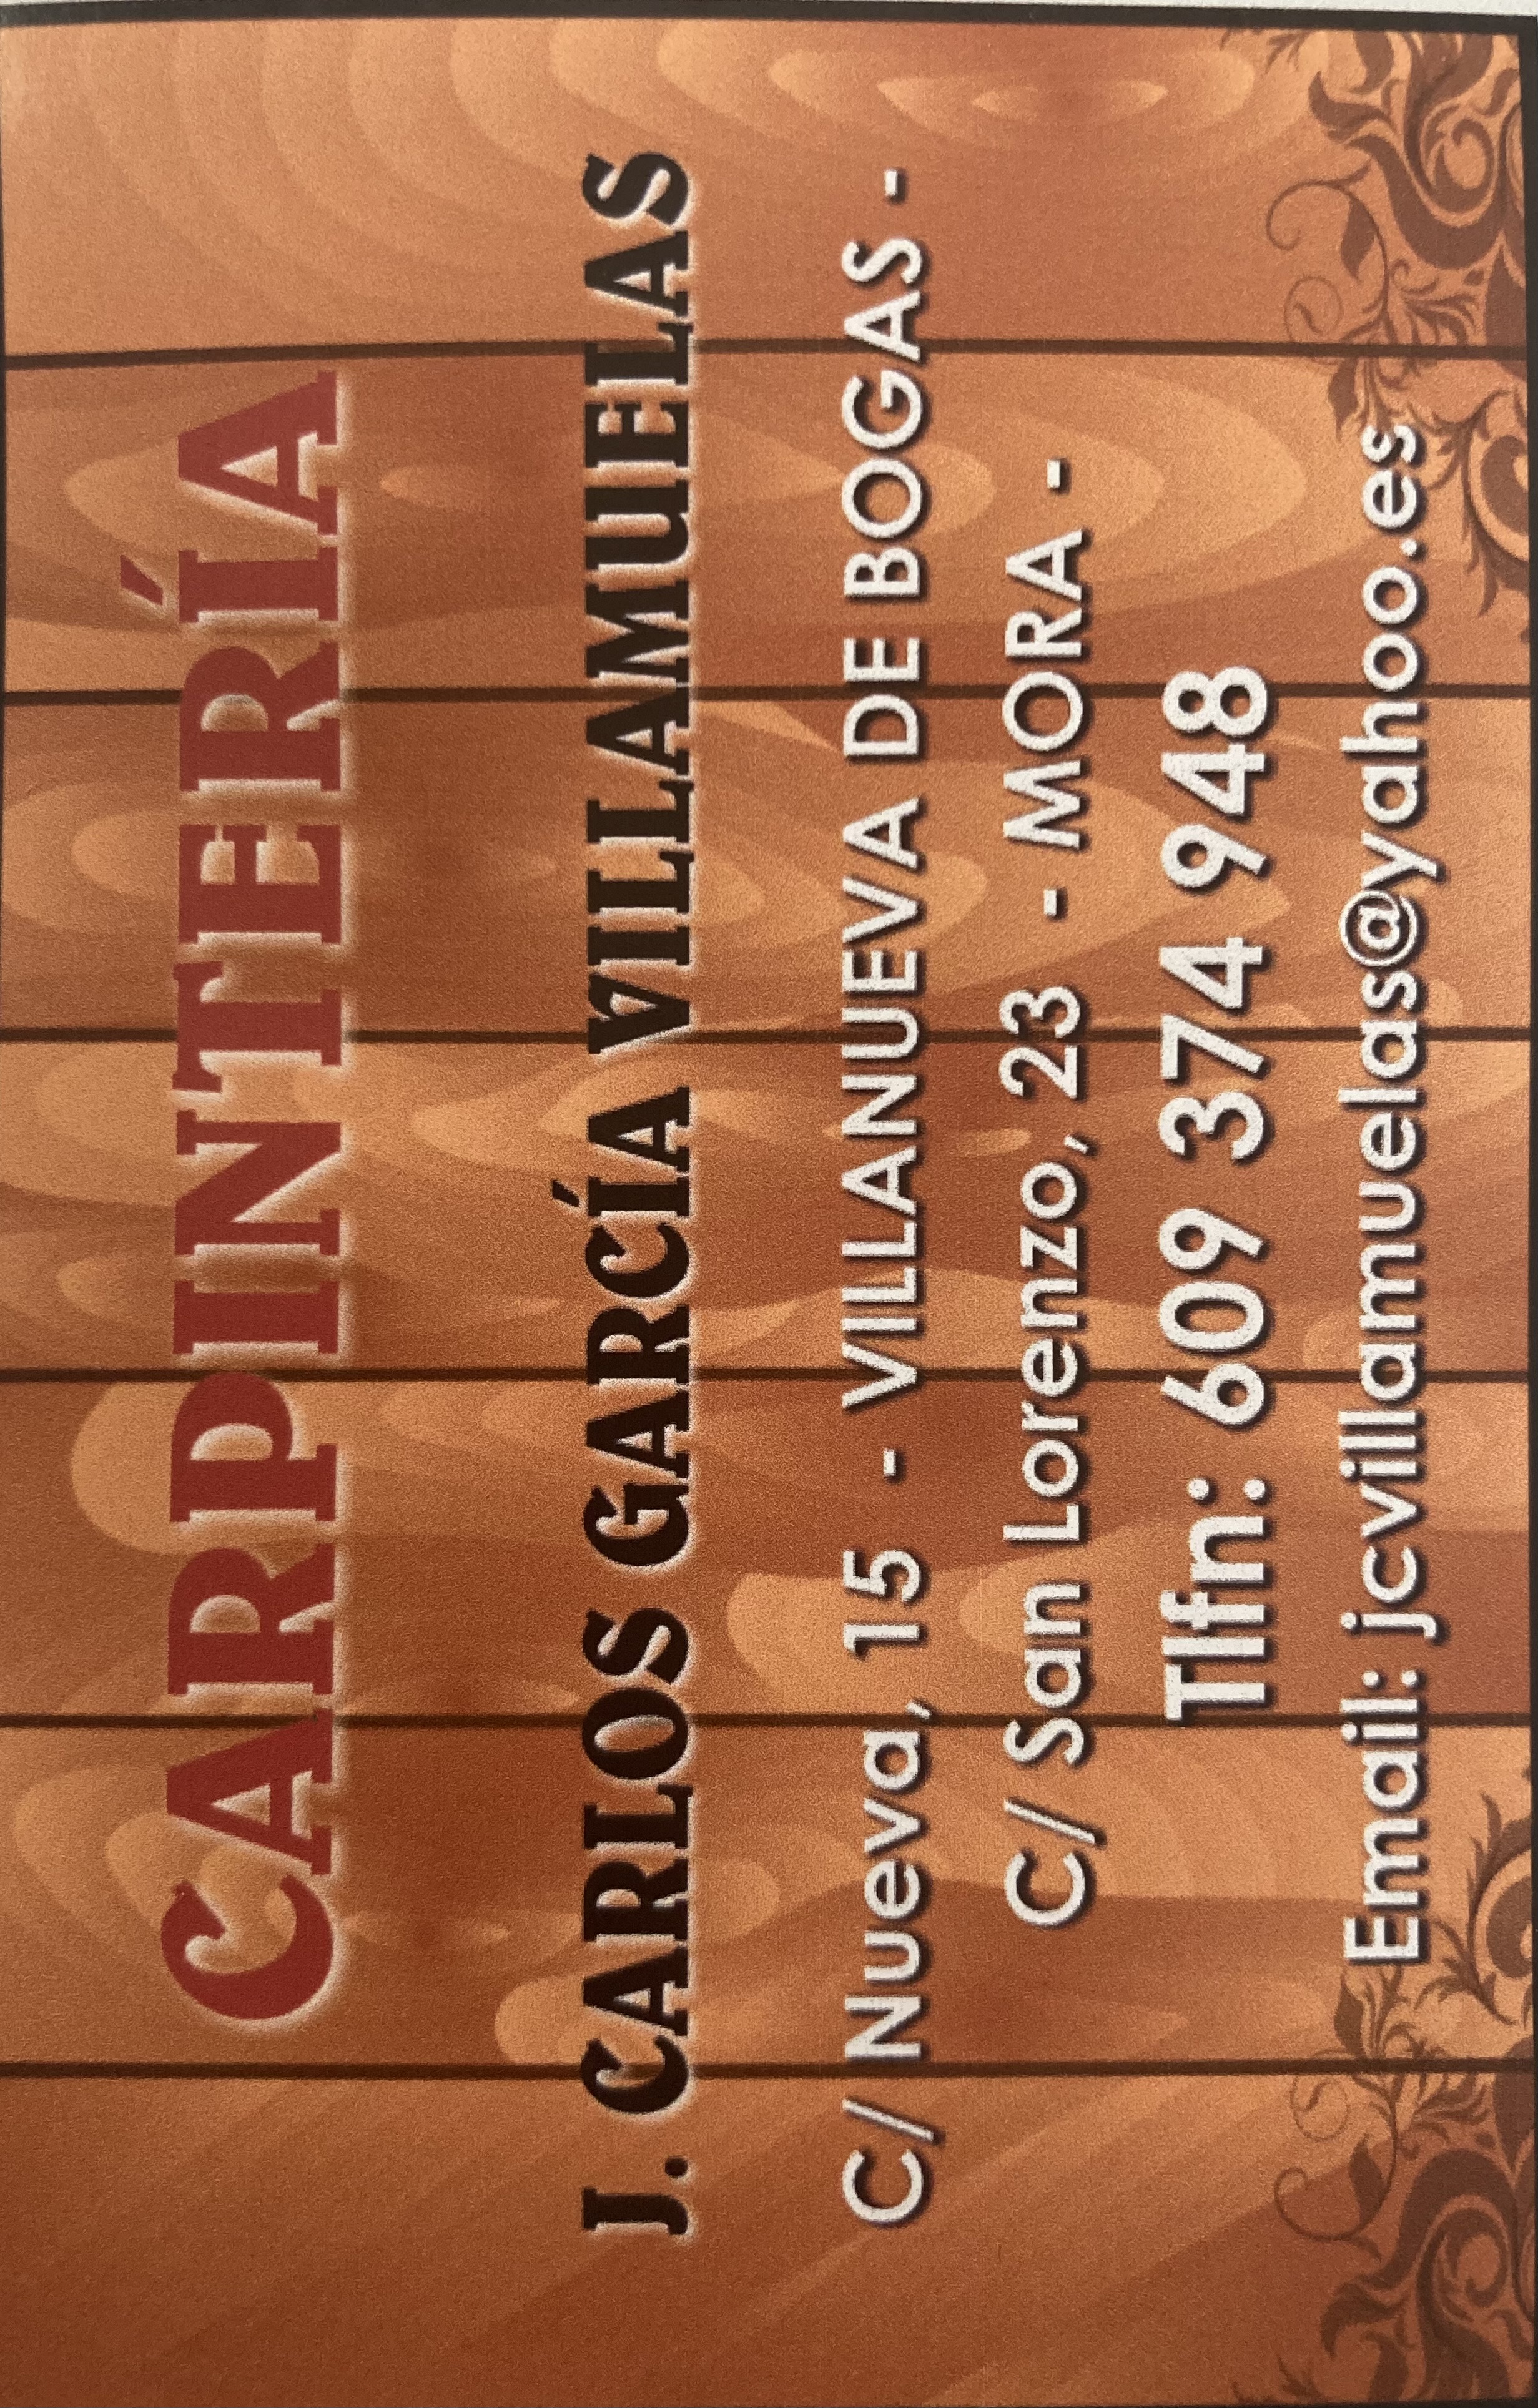 CARPINTERÍA
J. CARLOS GARCÍA VILLAMUELAS
C/ Nueva, 15 - VILLANUEVA DE BOGAS -
C/ San Lorenzo, 23 - MORA -
Tlfn: 609 374 948
Email: jcvillamuelas@yahoo.es